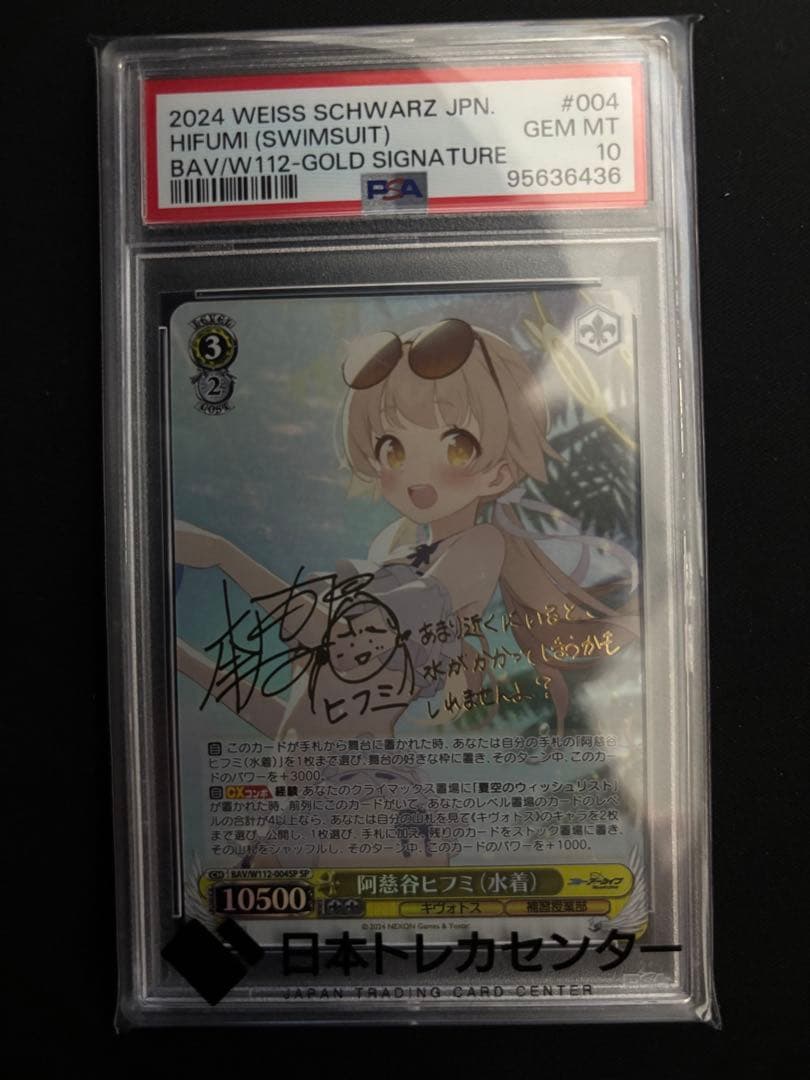 2024 WEISS SCHWARZ JPN. #004
HIFUMI (SWIMSUIT) GEM MT
BAV/W112-GOLD SIGNATURE 10
PSA 95636436
LEVEL
3
2
COST
あまり近くにいると、
水がかかってしまうかも
しれませんよ、?
ヒフミ
自 このカードが手札から舞台に置かれた時、あなたは自分の手札の「阿慈谷
ヒフミ(水着)」を1枚まで選び、舞台の好きな枠に置き、そのターン中、このカー
ドのパワーを+3000。
自 CXコンボ 経験 あなたのクライマックス置場に「夏空のウィッシュリスト」
が置かれた時、前列にこのカードがいて、あなたのレベル置場のカードのレベ
ルの合計が4以上なら、あなたは自分の山札を見て《キヴォトス》のキャラを2枚
まで選び、公開し、1枚選び、手札に加え、残りのカードをストック置場に置き、
その山札をシャッフルし、そのターン中、このカードのパワーを+1000。
CH BAV/W112-004SP SP
阿慈谷ヒフミ(水着)
ブルーアーカイブ
10500
キヴォトス 補習授業部
© 2024 NEXON Games & Yostar
日本トレカセンター
JAPAN TRADING CARD CENTER